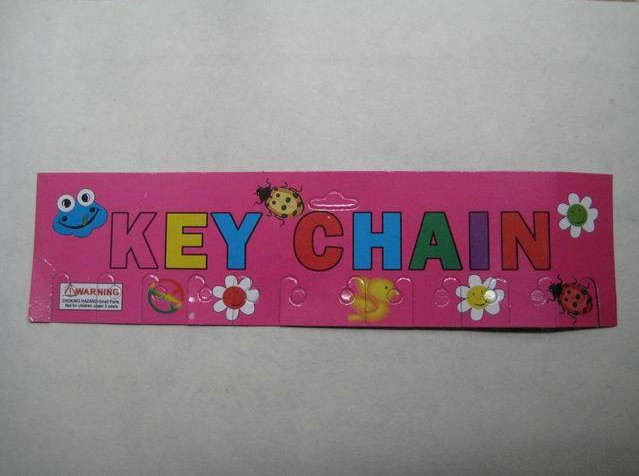 KEY CHAIN
WARNING
CHOKING HAZARD-Small Parts
Not for children under 3 years.